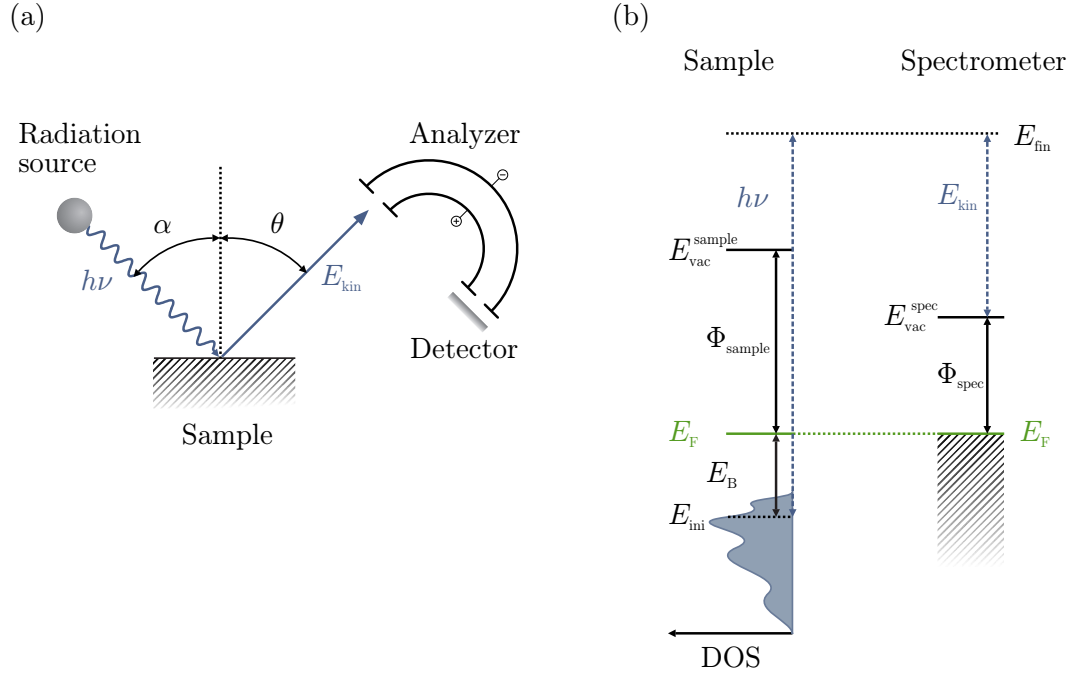 (a)
Radiation
source
α
θ
hν
E_kin
Analyzer
⊖
⊕
Detector
Sample
(b)
Sample
Spectrometer
E_fin
hν
E_kin
E_vac^sample
E_vac^spec
Φ_sample
Φ_spec
E_F
E_F
E_B
E_ini
DOS